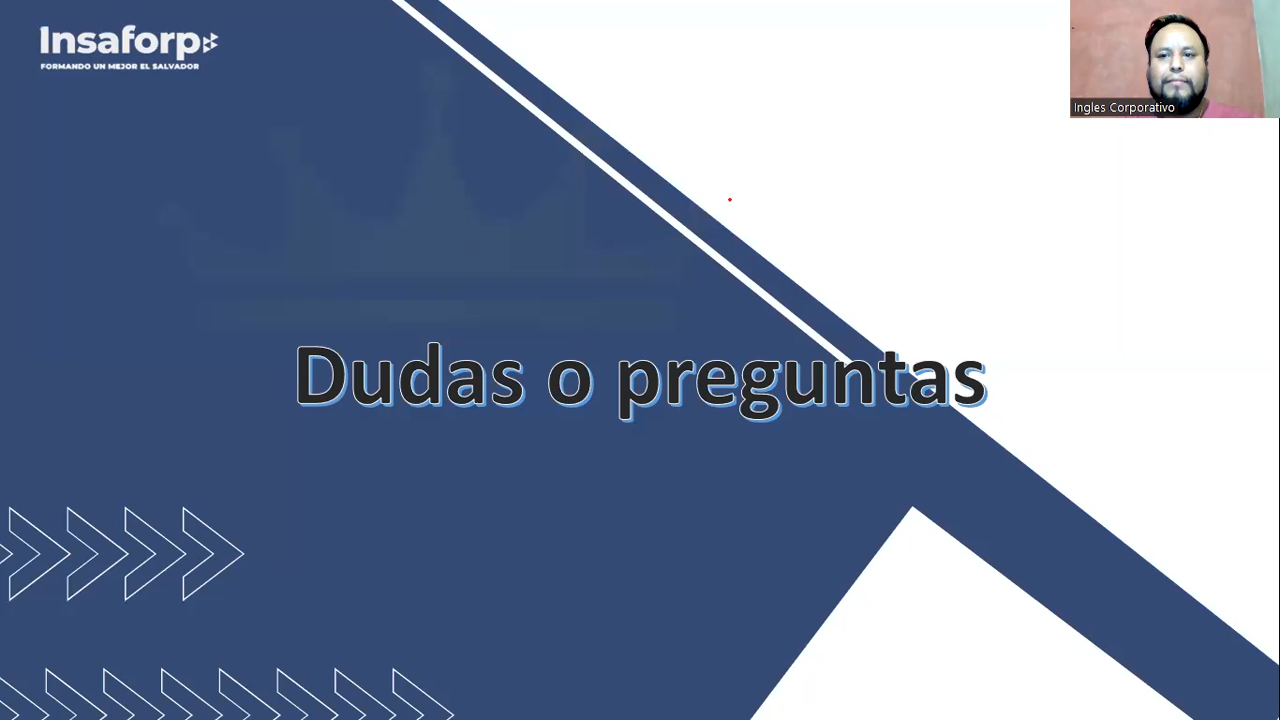 Insaforp
FORMANDO UN MEJOR EL SALVADOR
Ingles Corporativo
Dudas o preguntas